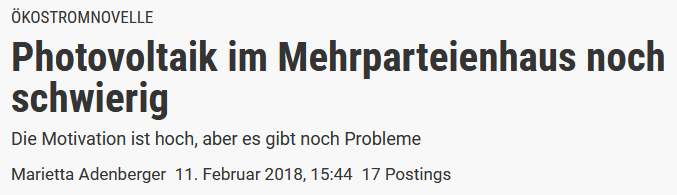 ÖKOSTROMNOVELLE
Photovoltaik im Mehrparteienhaus noch
schwierig
Die Motivation ist hoch, aber es gibt noch Probleme
Marietta Adenberger 11. Februar 2018, 15:44 17 Postings